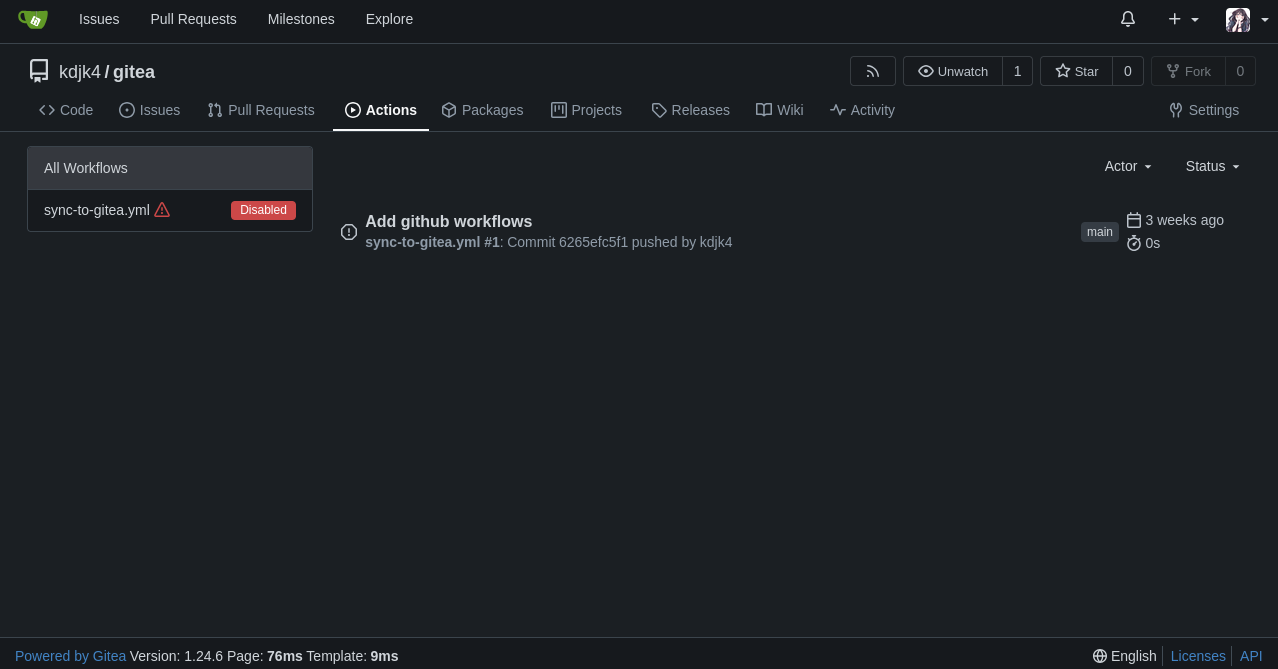 Issues Pull Requests Milestones Explore
kdjk4 / gitea Unwatch 1 Star 0 Fork 0
Code Issues Pull Requests Actions Packages Projects Releases Wiki Activity Settings
All Workflows
Actor Status
sync-to-gitea.yml Disabled
Add github workflows
sync-to-gitea.yml #1: Commit 6265efc5f1 pushed by kdjk4
main
3 weeks ago
0s
Powered by Gitea Version: 1.24.6 Page: 76ms Template: 9ms English Licenses API